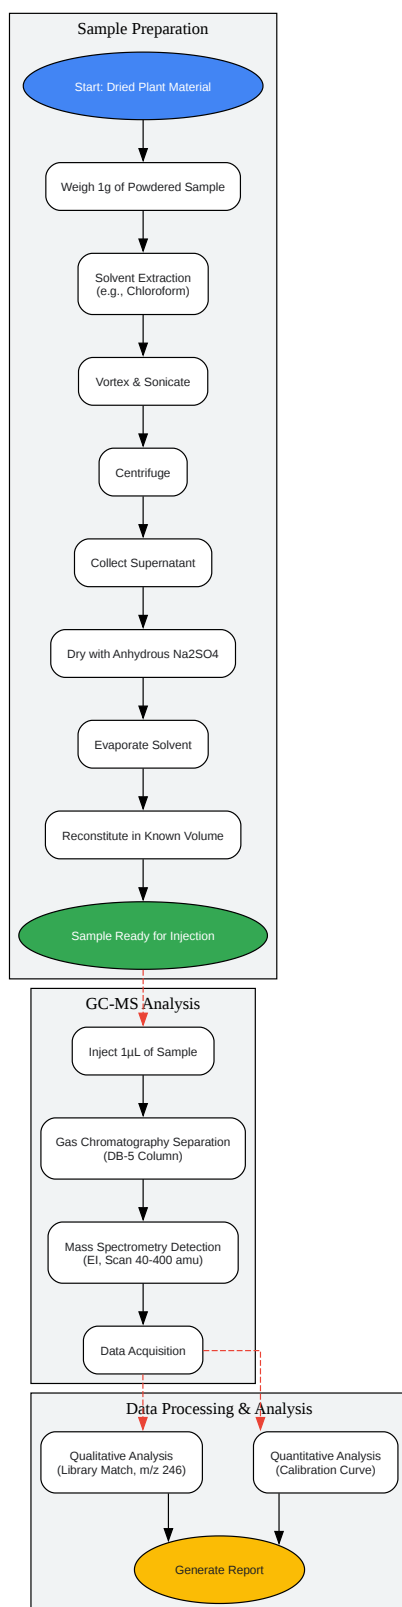 Sample Preparation
Start: Dried Plant Material
Weigh 1g of Powdered Sample
Solvent Extraction
(e.g., Chloroform)
Vortex & Sonicate
Centrifuge
Collect Supernatant
Dry with Anhydrous Na2SO4
Evaporate Solvent
Reconstitute in Known Volume
Sample Ready for Injection
GC-MS Analysis
Inject 1µL of Sample
Gas Chromatography Separation
(DB-5 Column)
Mass Spectrometry Detection
(EI, Scan 40-400 amu)
Data Acquisition
Data Processing & Analysis
Qualitative Analysis
(Library Match, m/z 246)
Quantitative Analysis
(Calibration Curve)
Generate Report